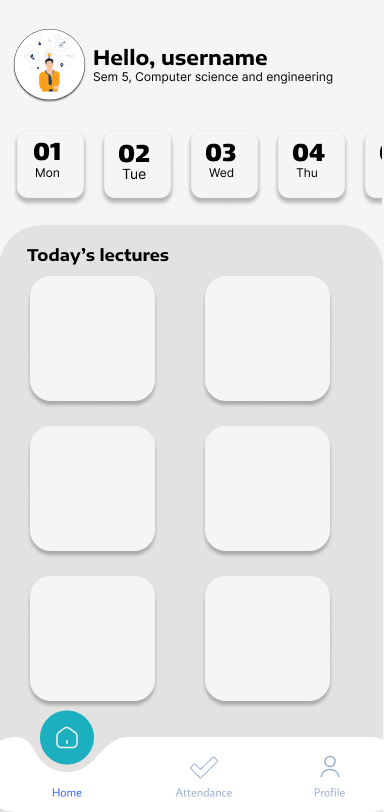 Hello, username
Sem 5, Computer science and engineering
01 02 03 04
Mon Tue Wed Thu
Today’s lectures
Home Attendance Profile